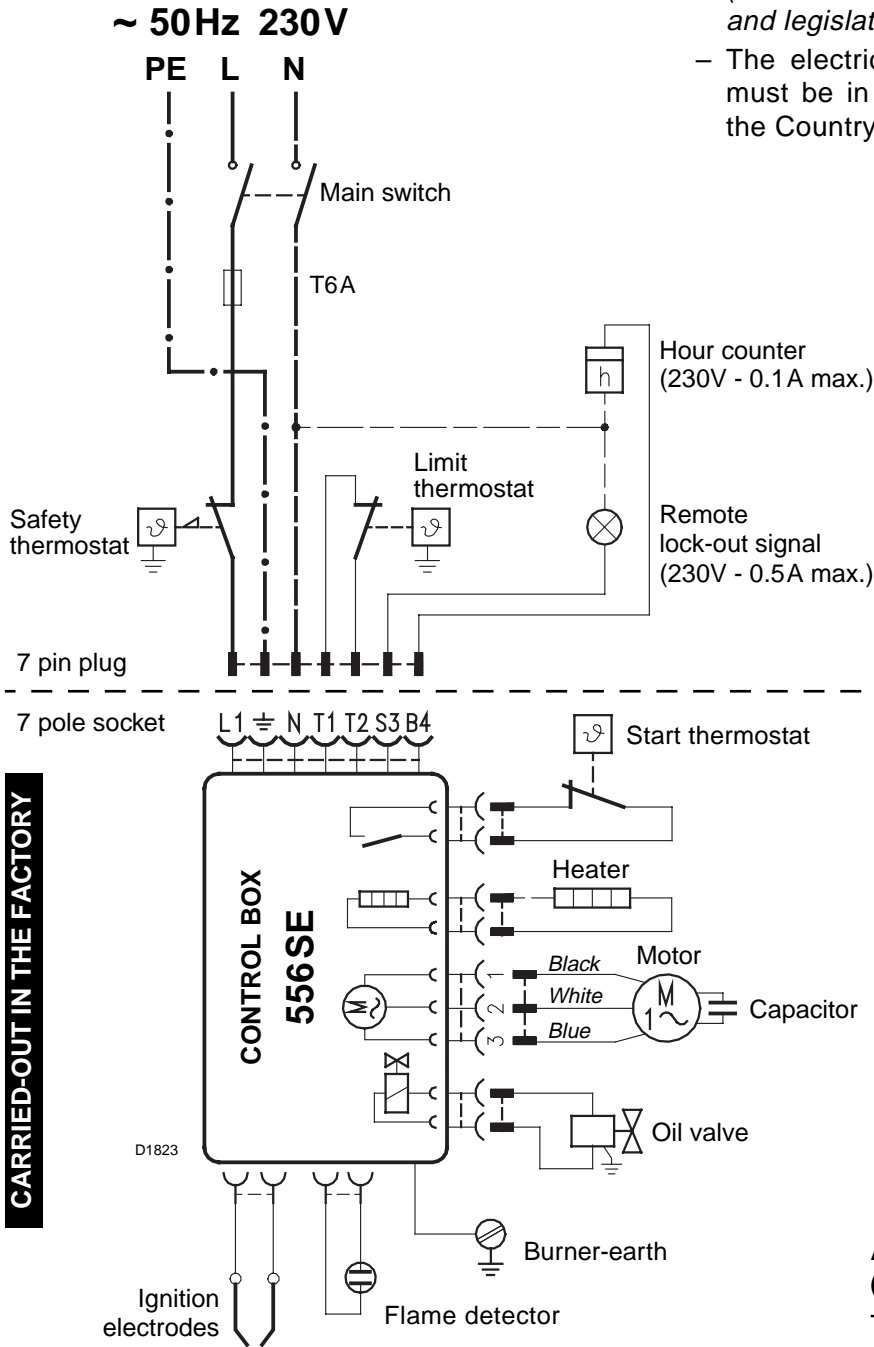 ~ 50Hz 230V
PE L N
and legislat
– The electric
must be in
the Country
Main switch
T6A
Hour counter
(230V - 0.1A max.)
h
Limit
thermostat
Safety
thermostat
ϑ
ϑ
Remote
lock-out signal
(230V - 0.5A max.)
7 pin plug
7 pole socket
L1 N T1 T2 S3 B4
ϑ
Start thermostat
CARRIED-OUT IN THE FACTORY
CONTROL BOX
556SE
Heater
Motor
1 Black
2 White
3 Blue
M
M
1
Capacitor
Oil valve
D1823
Burner-earth
Ignition
electrodes
Flame detector